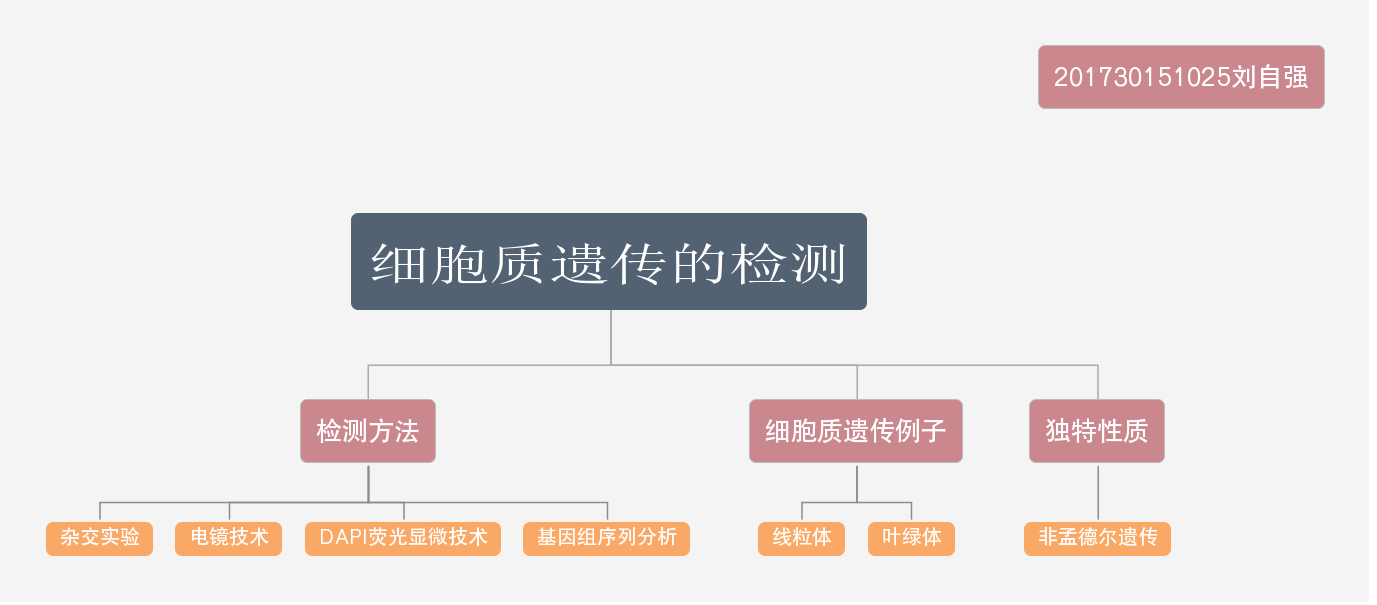 201730151025刘自强
细胞质遗传的检测
检测方法
细胞质遗传例子
独特性质
杂交实验
电镜技术
DAPI荧光显微技术
基因组序列分析
线粒体
叶绿体
非孟德尔遗传